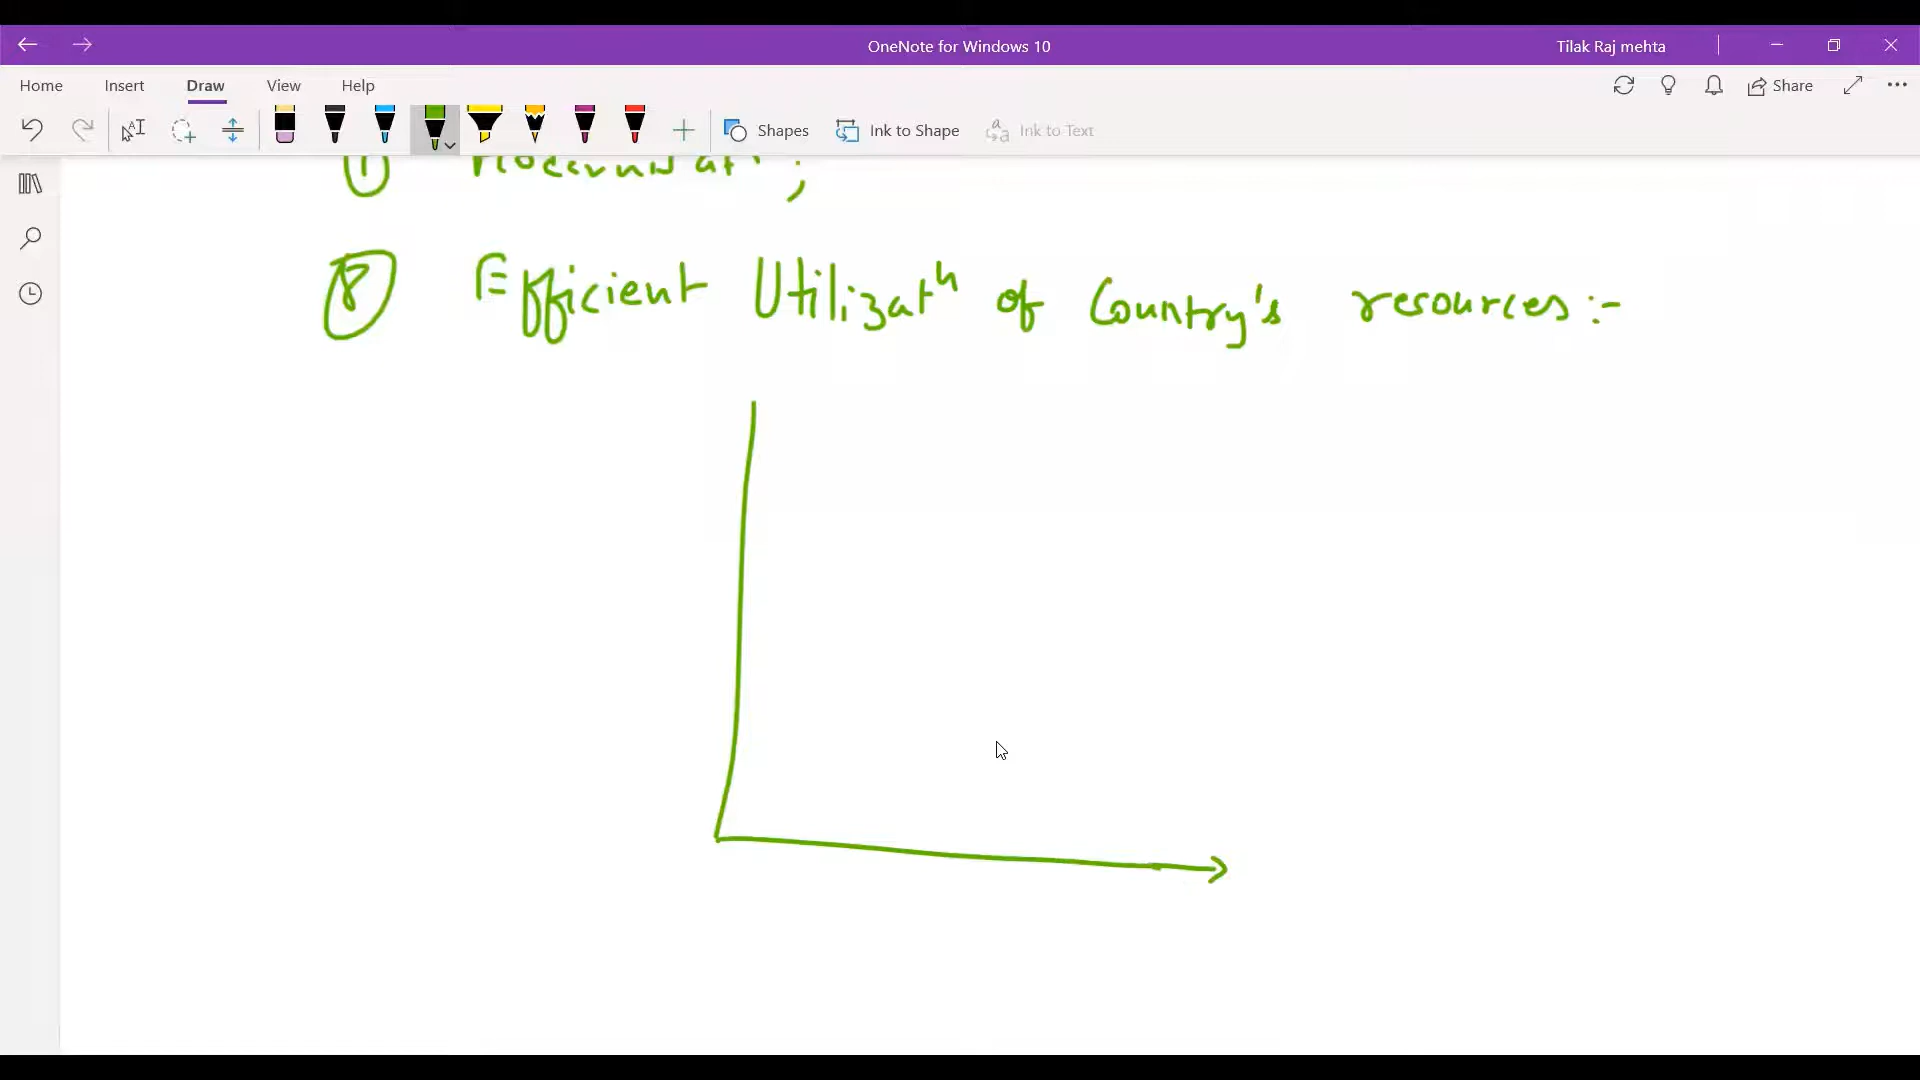 OneNote for Windows 10
Tilak Raj mehta
Home Insert Draw View Help
Share
Shapes Ink to Shape Ink to Text
⑧ Efficient Utilizatⁿ of Country's resources :-